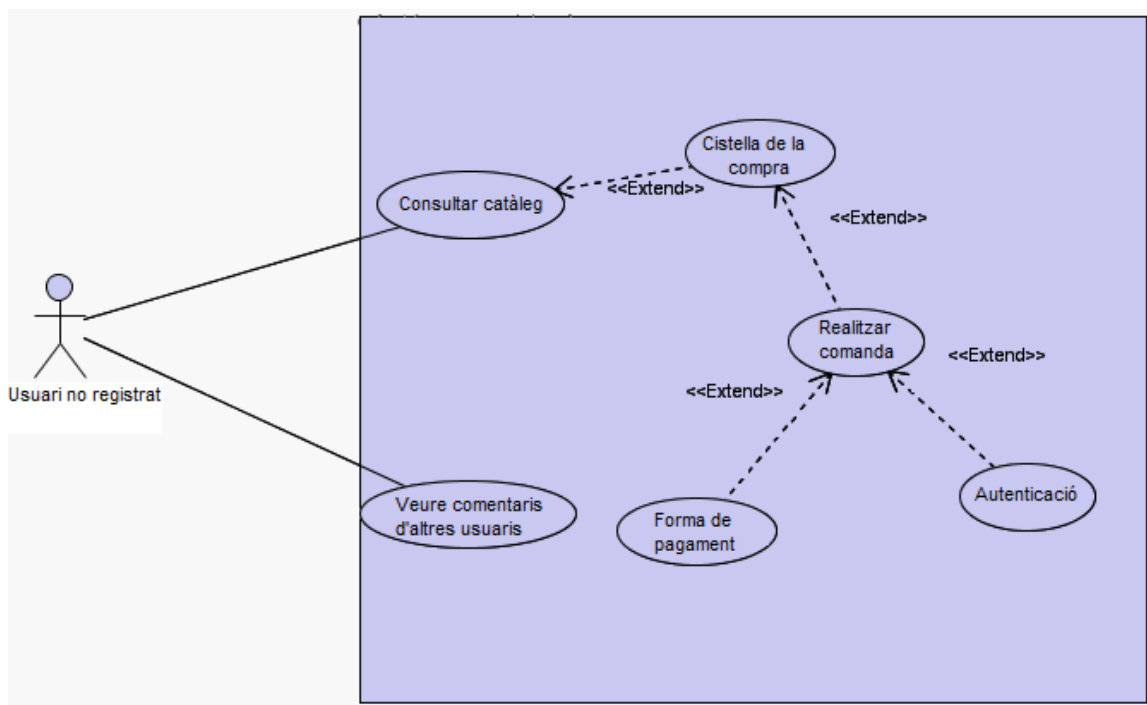 Cistella de la
compra
<<Extend>>
Consultar catàleg
<<Extend>>
Realitzar
comanda
<<Extend>>
<<Extend>>
Usuari no registrat
Veure comentaris
d'altres usuaris
Forma de
pagament
Autenticació